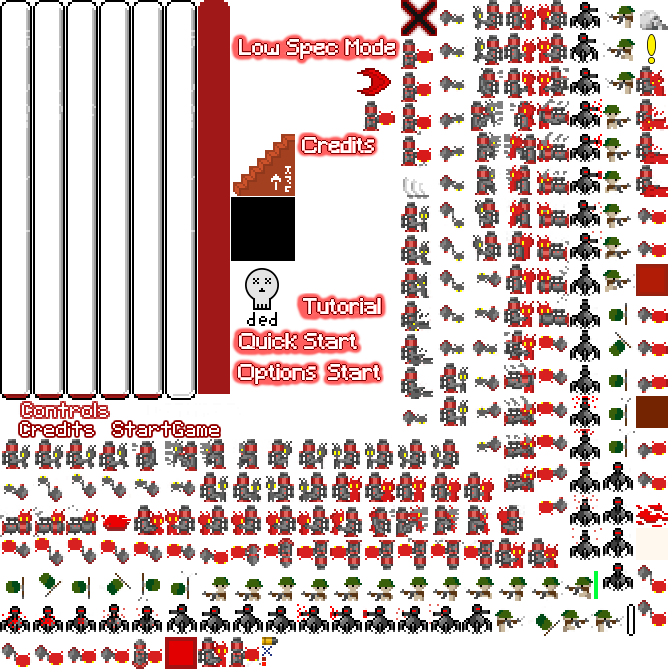 Low Spec Mode
Credits
ded
Tutorial
Quick Start
Options Start
Controls
Credits StartGame